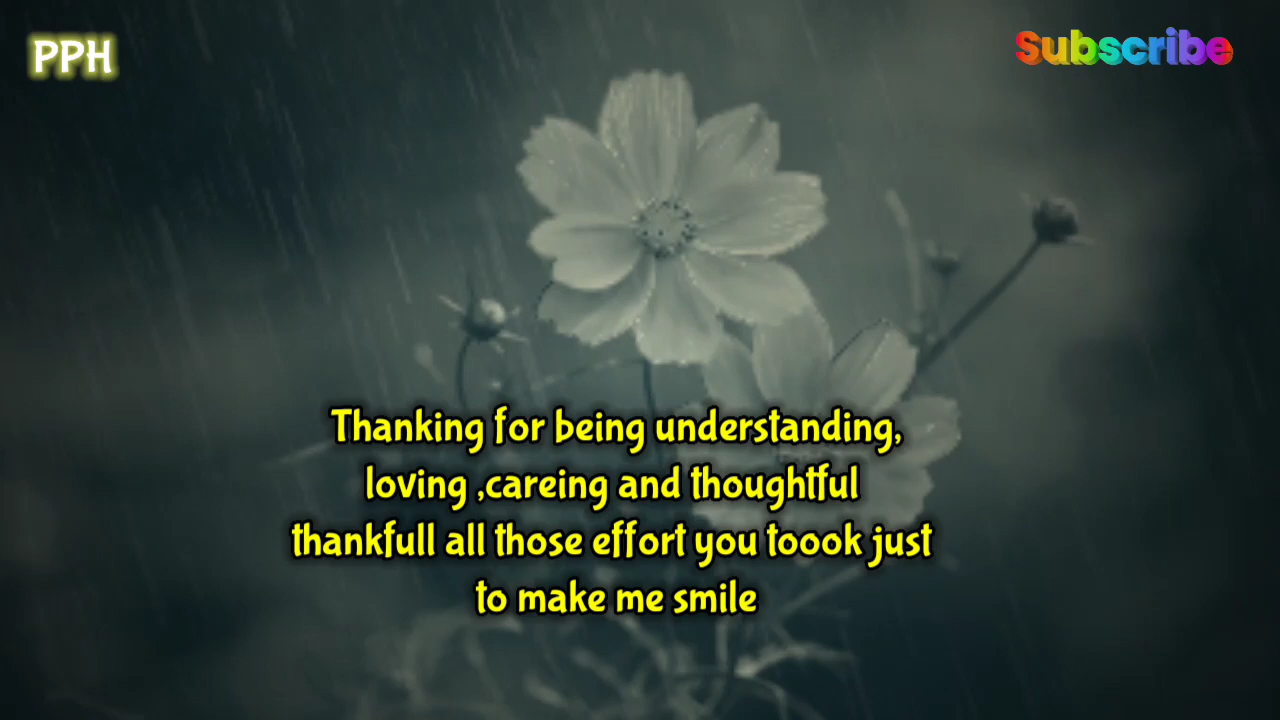 PPH
Subscribe
Thanking for being understanding,
loving ,careing and thoughtful
thankfull all those effort you toook just
to make me smile